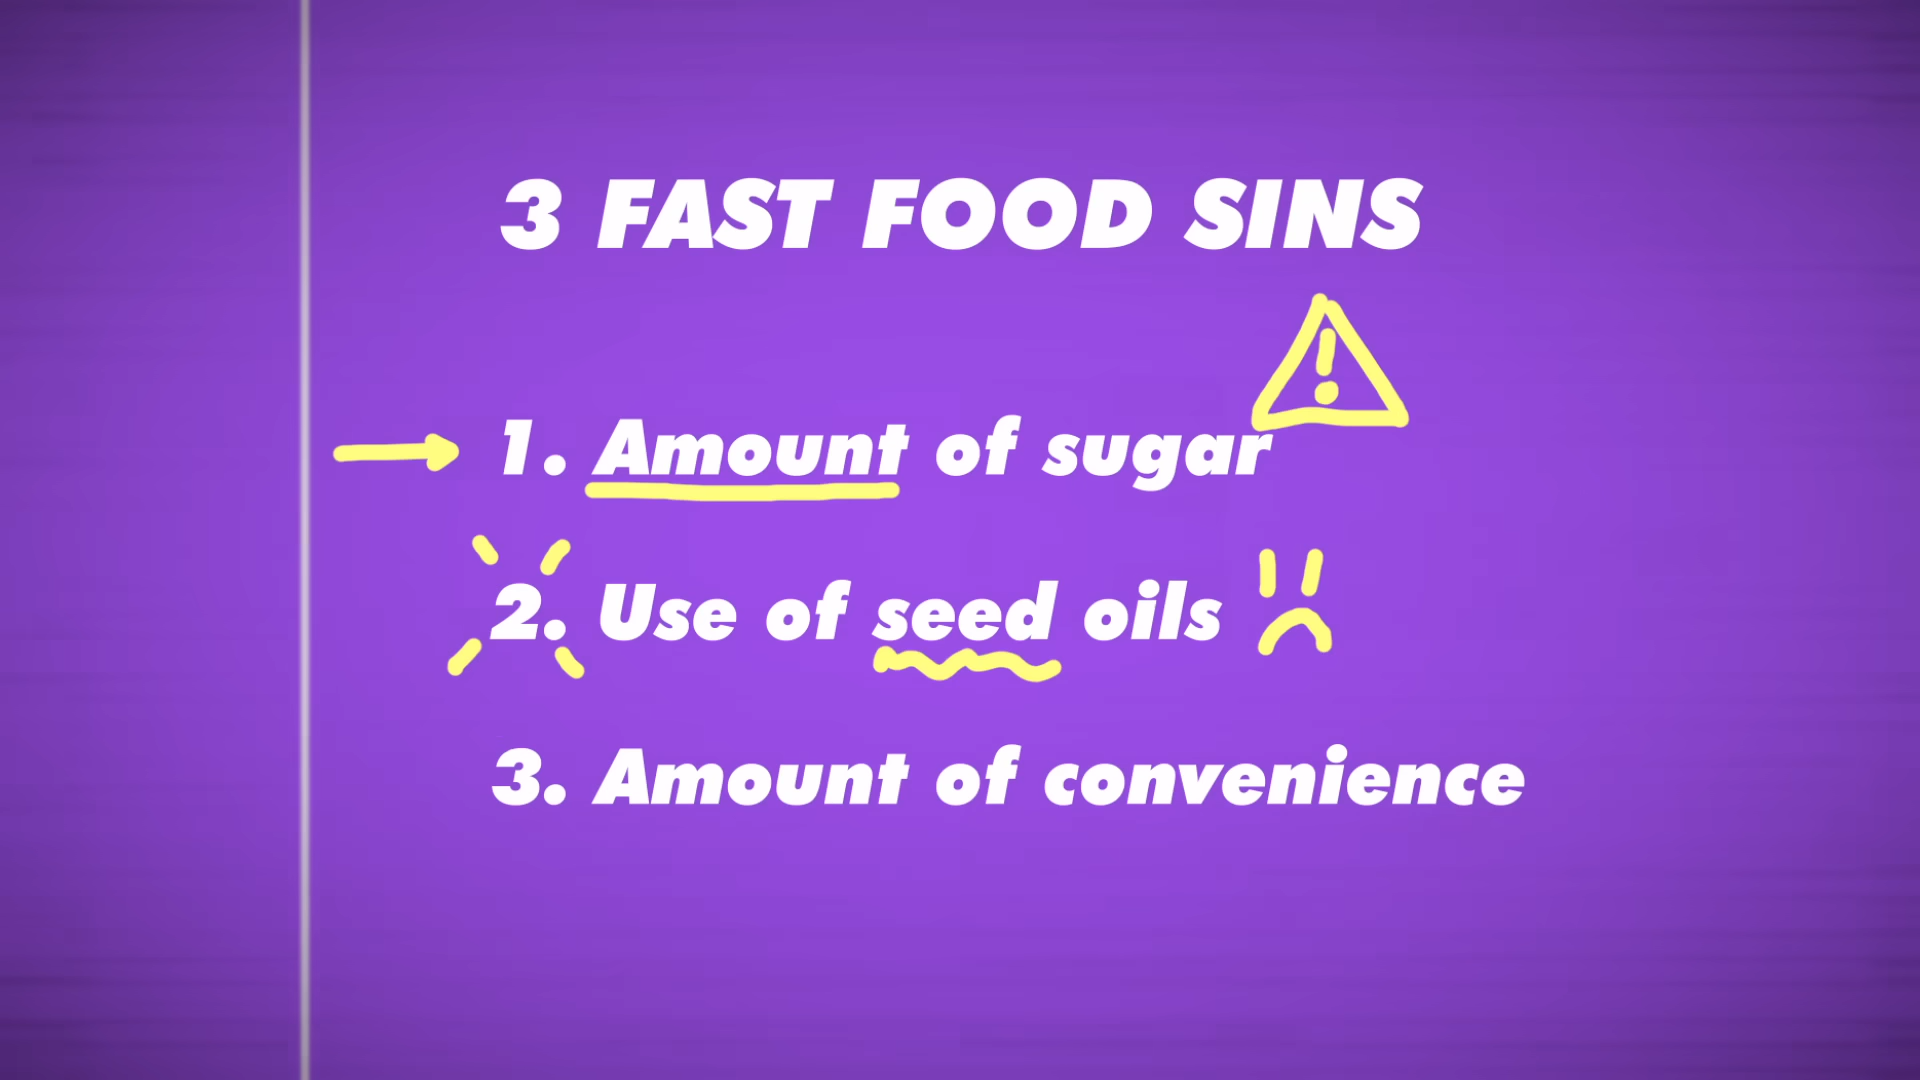 3 FAST FOOD SINS
1. Amount of sugar
2. Use of seed oils
3. Amount of convenience